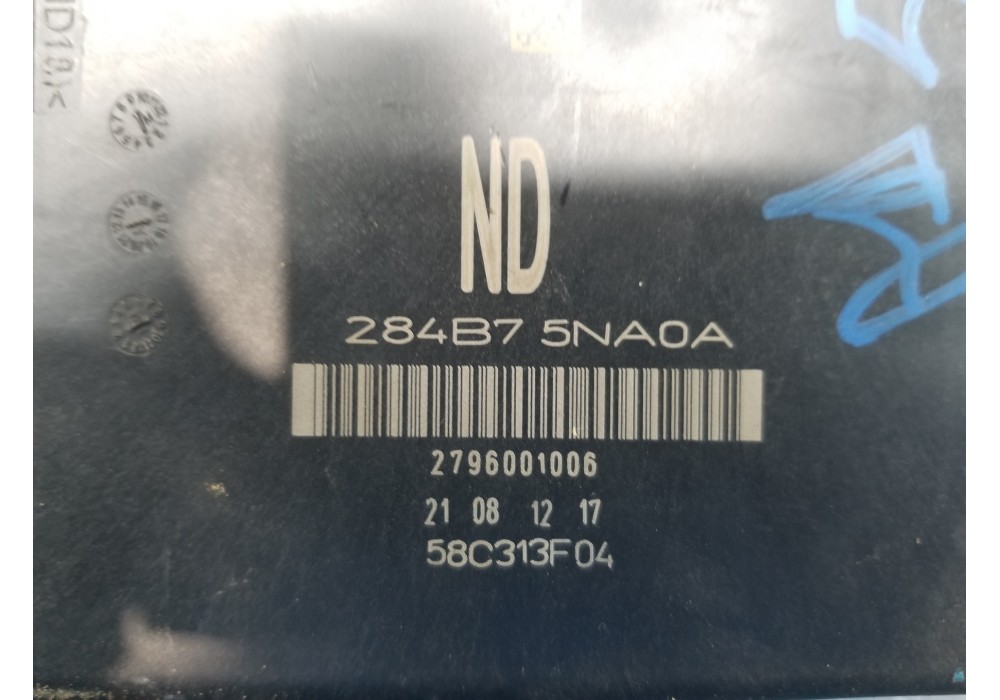 ND
284B7 5NA0A
2796001006
21 08 12 17
58C313F04